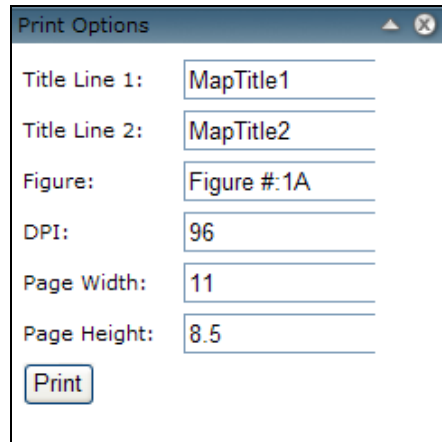 Print Options
Title Line 1: MapTitle1
Title Line 2: MapTitle2
Figure: Figure #:1A
DPI: 96
Page Width: 11
Page Height: 8.5
Print